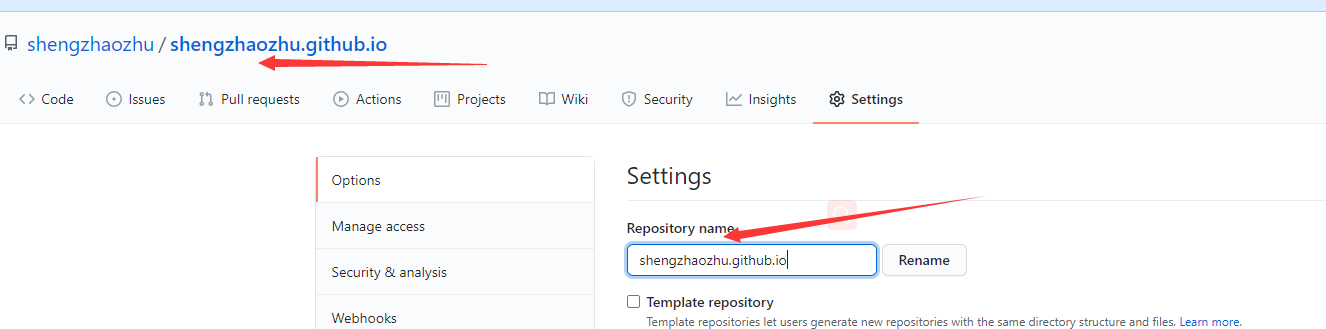 shengzhaozhu / shengzhaozhu.github.io
Code Issues Pull requests Actions Projects Wiki Security Insights Settings
Options
Manage access
Security & analysis
Webhooks
Settings
Repository name
shengzhaozhu.github.io Rename
Template repository
Template repositories let users generate new repositories with the same directory structure and files. Learn more.